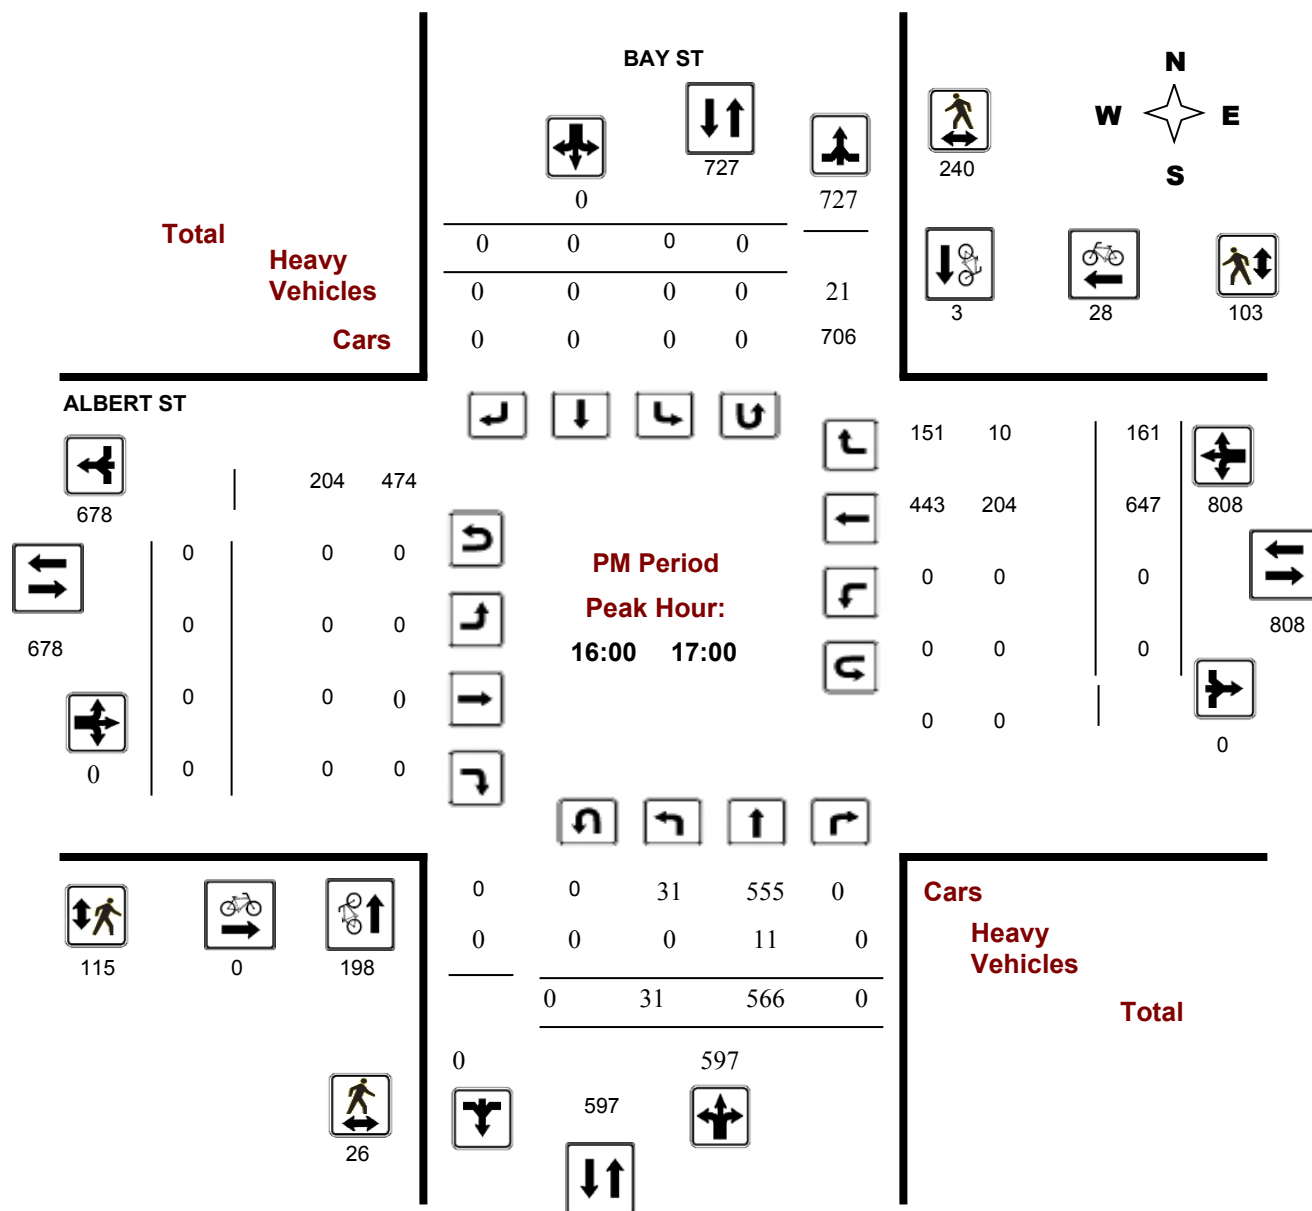 BAY ST
N
W E
S
727
240
0 727
Total
0 0 0 0
Heavy
Vehicles
0 0 0 0 21
3 28 103
Cars
0 0 0 0 706
ALBERT ST
151 10 161
204 474
678
443 204 647 808
0 0 0
PM Period
0 0 0
Peak Hour:
0 0 0
808
678
16:00 17:00
0 0 0
0 0 0
0 0
0
0
0 0 0
0 0 31 555 0
Cars
0 0 0 11 0
Heavy
Vehicles
115 0 198
0 31 566 0
Total
0 597
597
26